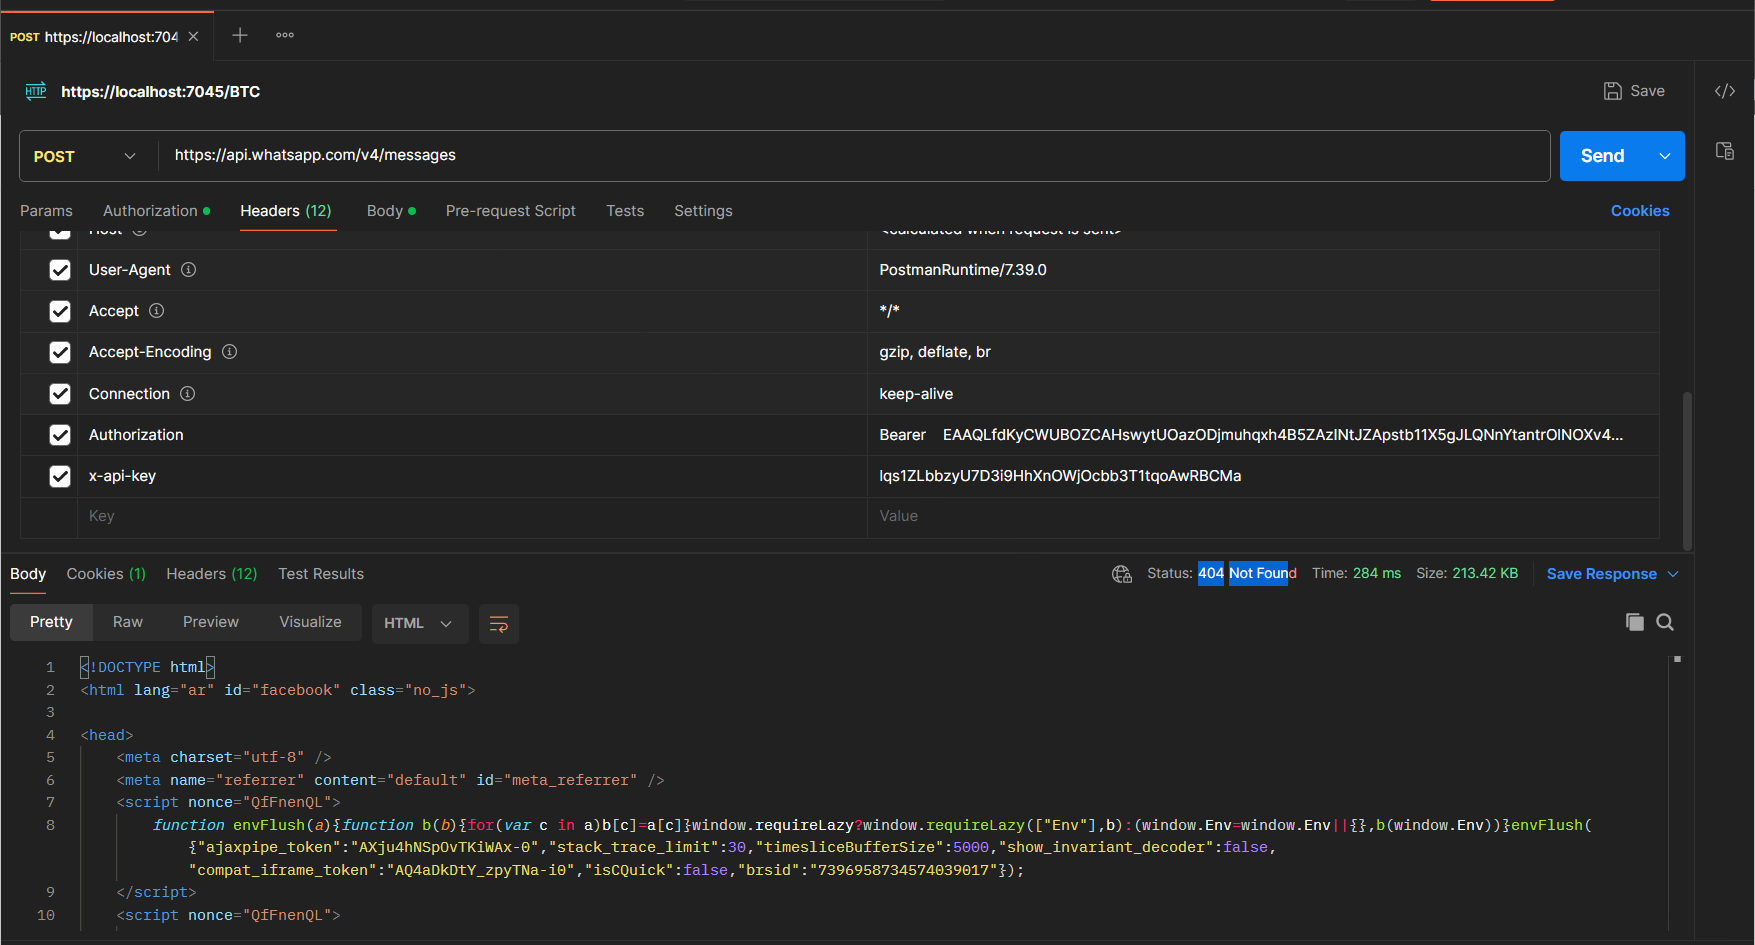 POST https://localhost:704
https://localhost:7045/BTC
Save
POST https://api.whatsapp.com/v4/messages Send
Params Authorization Headers (12) Body Pre-request Script Tests Settings Cookies
Host <calculated when request is sent>
User-Agent PostmanRuntime/7.39.0
Accept */*
Accept-Encoding gzip, deflate, br
Connection keep-alive
Authorization Bearer EAAQLfdKyCWUBOZCAHswytUOazODjmuhqxh4B5ZAzINtJZApstb11X5gJLQNnYtantrOlNOXv4...
x-api-key lqs1ZLbbzyU7D3i9HhXnOWjOcbb3T1tqoAwRBCMa
Key Value
Body Cookies (1) Headers (12) Test Results Status: 404 Not Found Time: 284 ms Size: 213.42 KB Save Response
Pretty Raw Preview Visualize HTML
1 <!DOCTYPE html>
2 <html lang="ar" id="facebook" class="no_js">
3
4 <head>
5 <meta charset="utf-8" />
6 <meta name="referrer" content="default" id="meta_referrer" />
7 <script nonce="QfFnenQL">
8 function envFlush(a){function b(b){for(var c in a)b[c]=a[c]}window.requireLazy?window.requireLazy(["Env"],b):(window.Env=window.Env||{},b(window.Env))}envFlush(
{"ajaxpipe_token":"AXju4hNSpOvTKiWAx-0","stack_trace_limit":30,"timesliceBufferSize":5000,"show_invariant_decoder":false,
"compat_iframe_token":"AQ4aDkDtY_zpyTNa-i0","isCQuick":false,"brsid":"7396958734574039017"});
9 </script>
10 <script nonce="QfFnenQL">